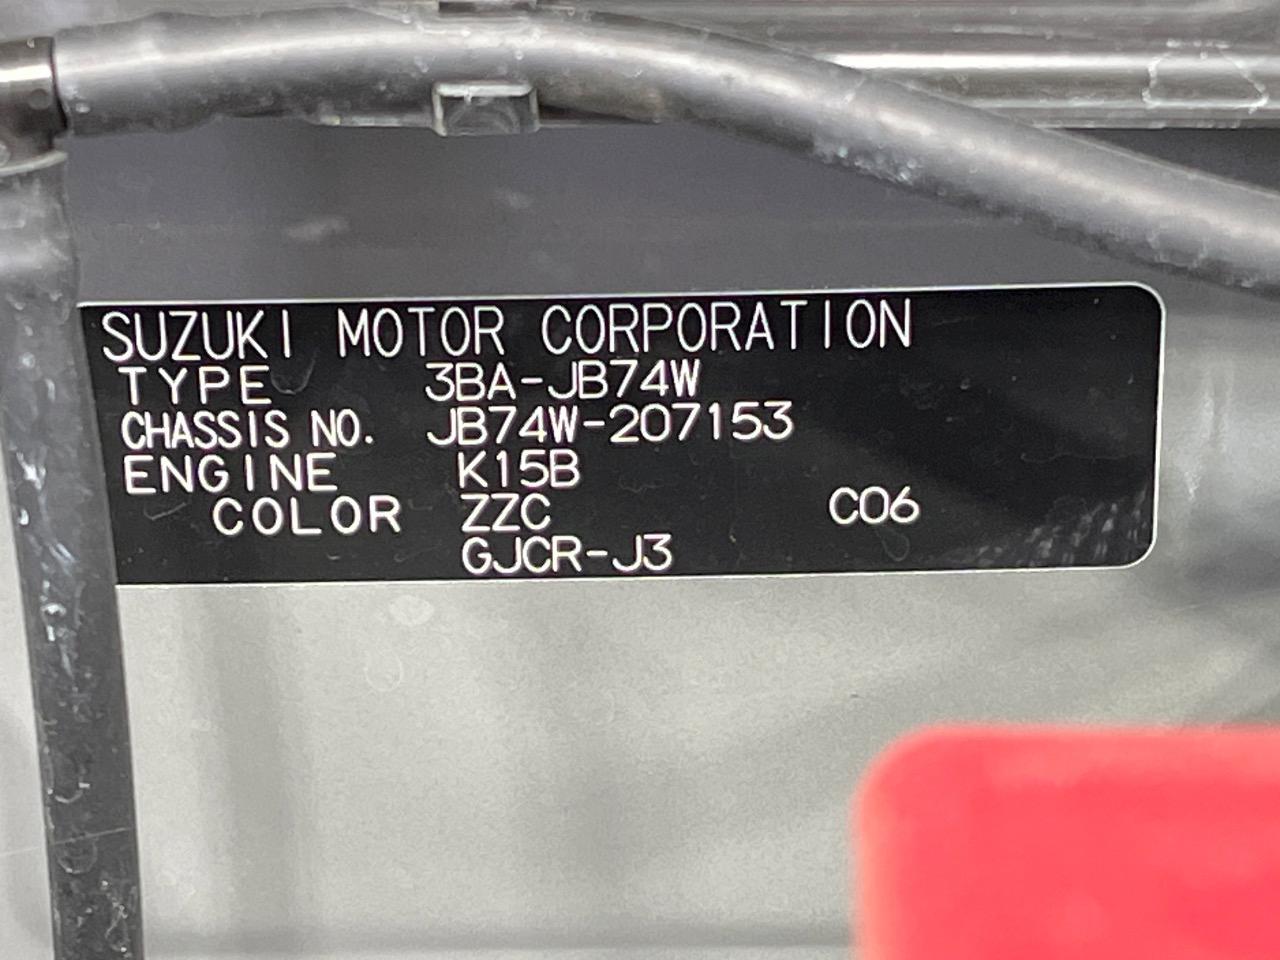 SUZUKI MOTOR CORPORATION
TYPE 3BA-JB74W
CHASSIS NO. JB74W-207153
ENGINE K15B
COLOR ZZC C06
GJCR-J3